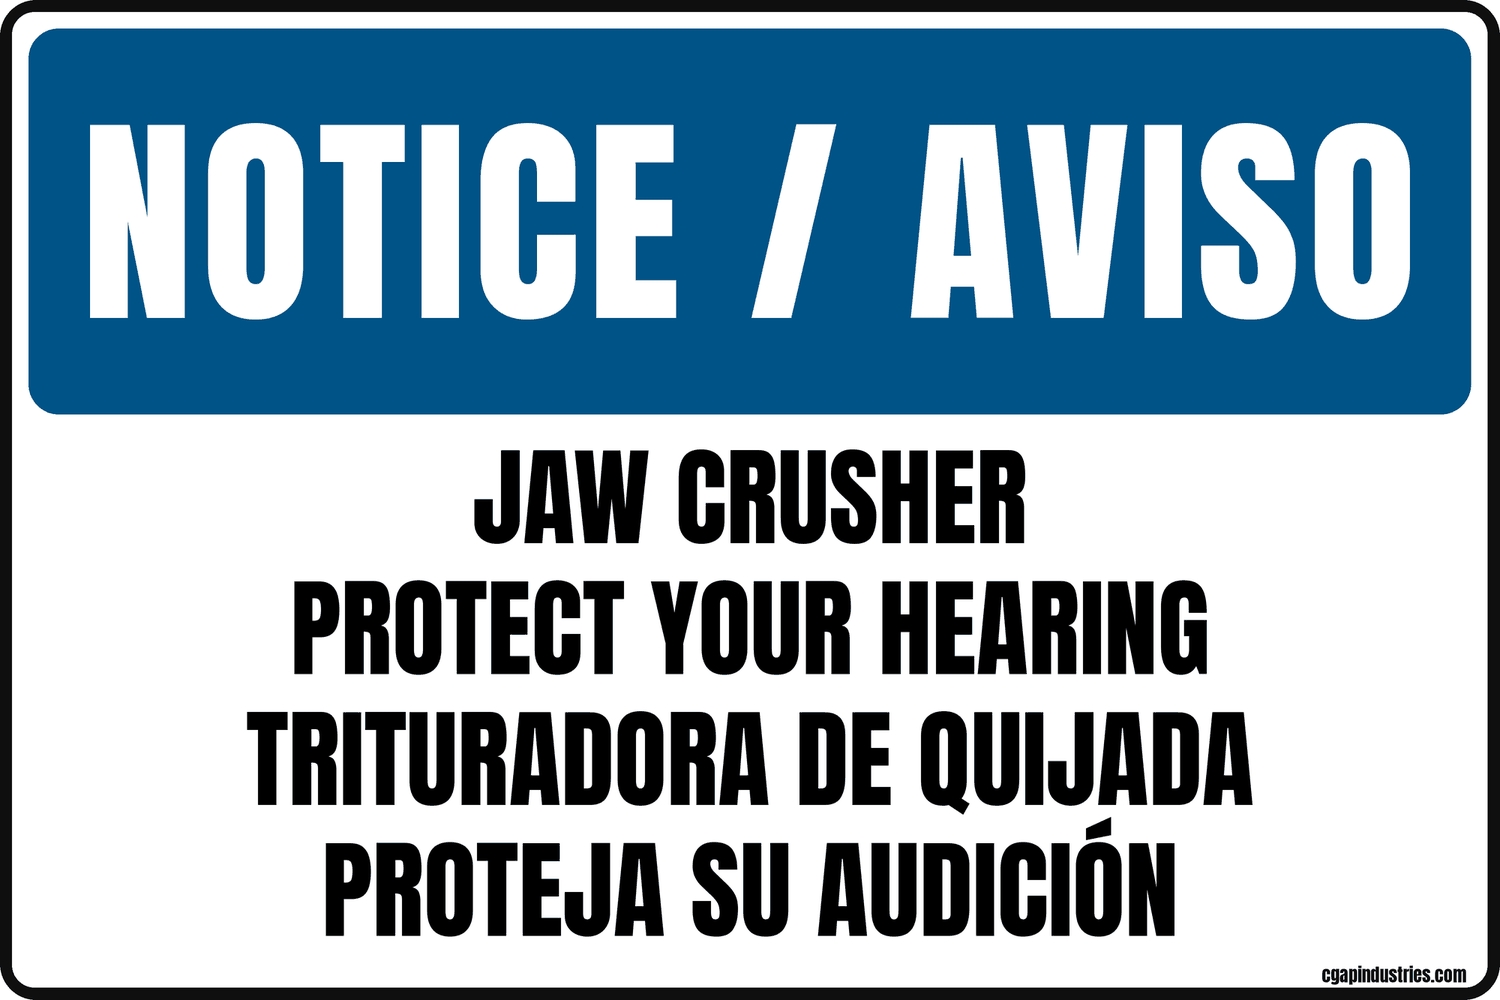 NOTICE / AVISO
JAW CRUSHER
PROTECT YOUR HEARING
TRITURADORA DE QUIJADA
PROTEJA SU AUDICIÓN
cgapindustries.com